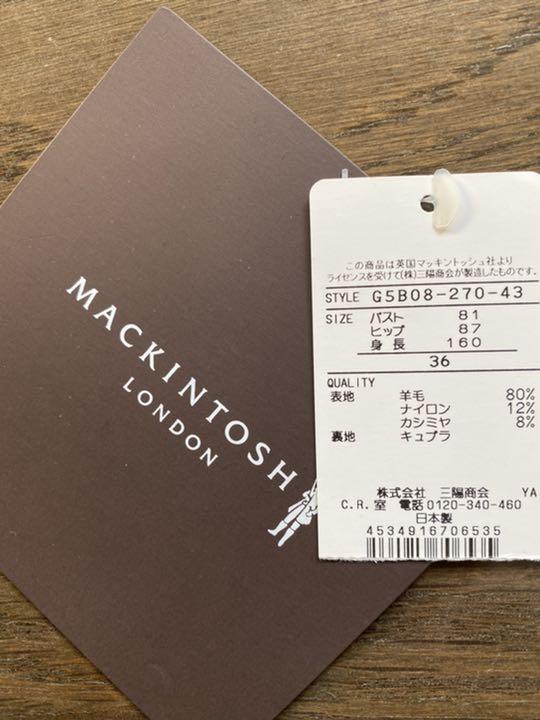 MACKINTOSH
LONDON
この商品は英国マッキントッシュ社より
ライセンスを受けて(株)三陽商会が製造したものです。
STYLE G5B08-270-43
SIZE バスト 81
ヒップ 87
身長 160
36
QUALITY
表地 羊毛 80%
ナイロン 12%
カシミヤ 8%
裏地 キュプラ
株式会社 三陽商会 YA
C.R.室 電話0120-340-460
日本製
4534916706535